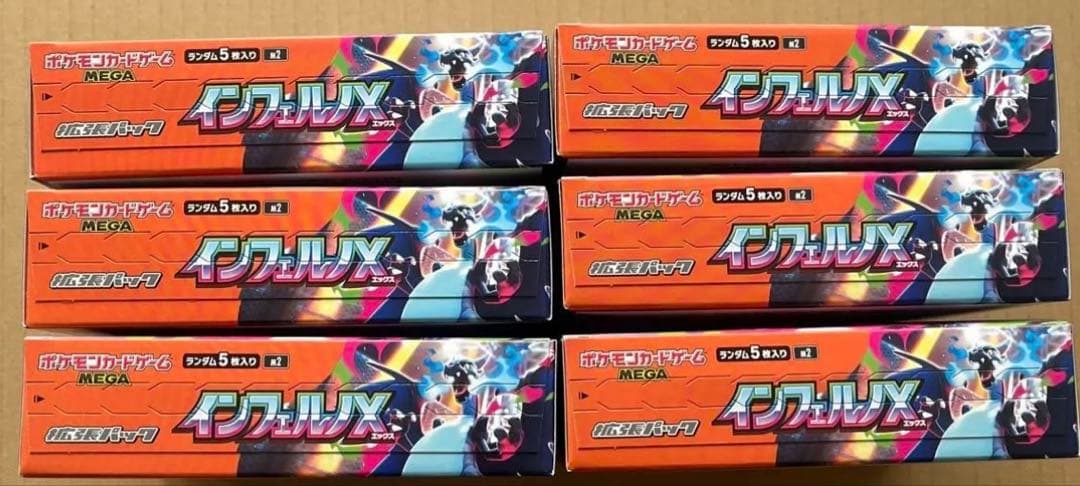 ポケモンカードゲーム
MEGA
ランダム5枚入り M2
インフェルノX
エックス
拡張パック
ポケモンカードゲーム
MEGA
ランダム5枚入り M2
インフェルノX
エックス
拡張パック
ポケモンカードゲーム
MEGA
ランダム5枚入り M2
インフェルノX
エックス
拡張パック
ポケモンカードゲーム
MEGA
ランダム5枚入り M2
インフェルノX
エックス
拡張パック
ポケモンカードゲーム
MEGA
ランダム5枚入り M2
インフェルノX
エックス
拡張パック
ポケモンカードゲーム
MEGA
ランダム5枚入り M2
インフェルノX
エックス
拡張パック